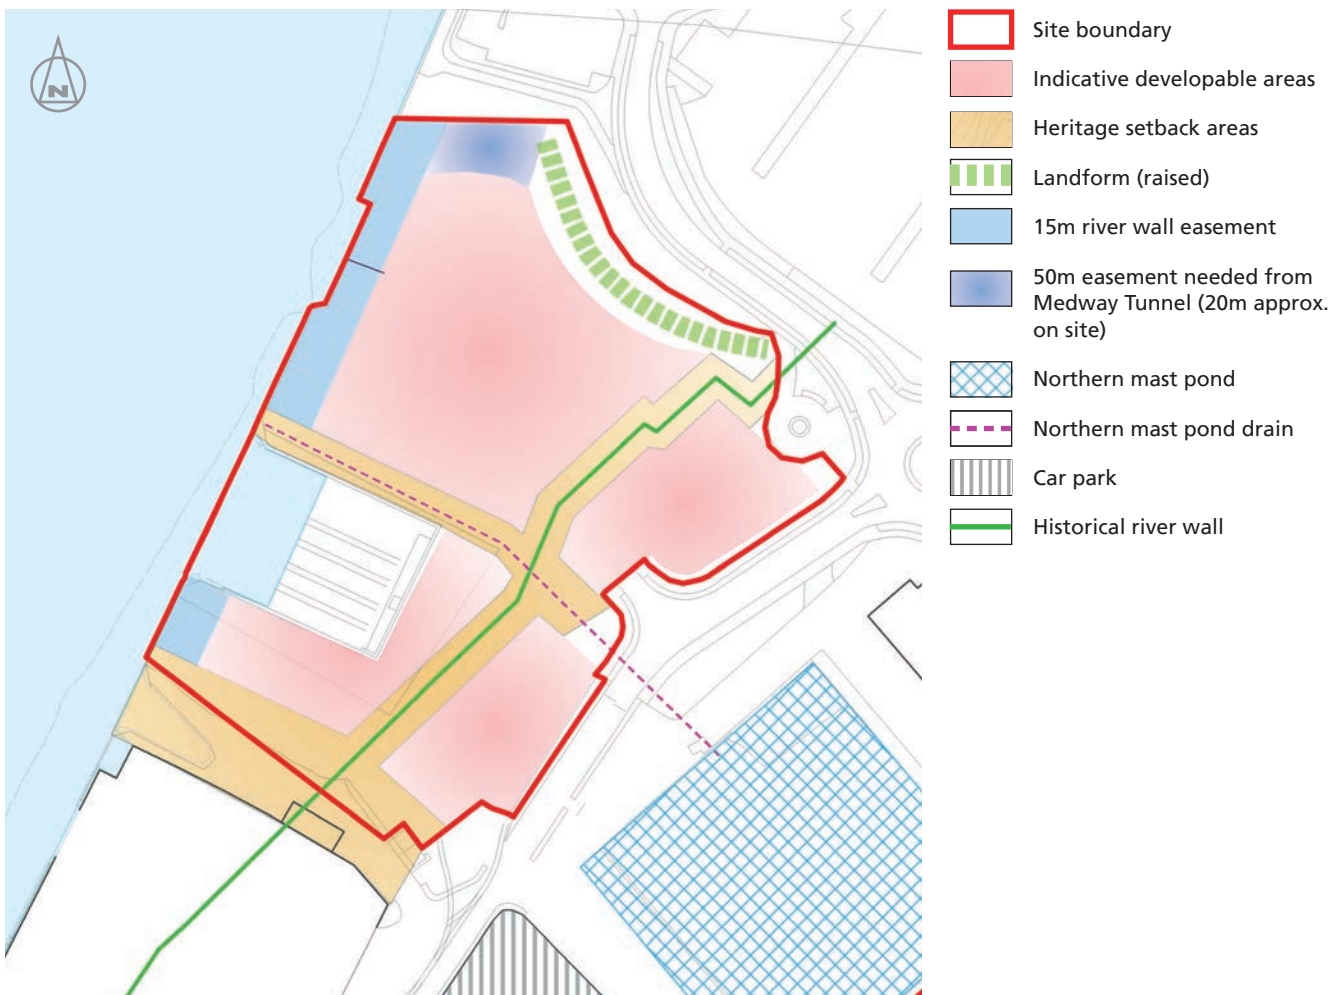 N
Site boundary
Indicative developable areas
Heritage setback areas
Landform (raised)
15m river wall easement
50m easement needed from
Medway Tunnel (20m approx.
on site)
Northern mast pond
Northern mast pond drain
Car park
Historical river wall